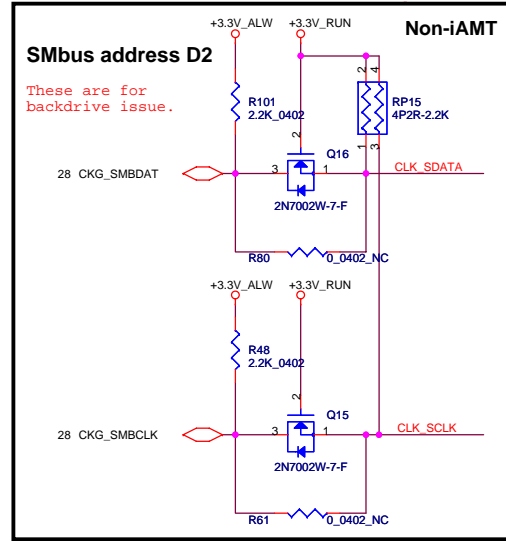 Non-iAMT
SMbus address D2
These are for
backdrive issue.
+3.3V_ALW
+3.3V_RUN
R101
2.2K_0402
2
4
RP15
4P2R-2.2K
1
3
2
Q16
28 CKG_SMBDAT
3
1
CLK_SDATA
2N7002W-7-F
R80
0_0402_NC
+3.3V_ALW
+3.3V_RUN
R48
2.2K_0402
2
Q15
28 CKG_SMBCLK
3
1
CLK_SCLK
2N7002W-7-F
R61
0_0402_NC